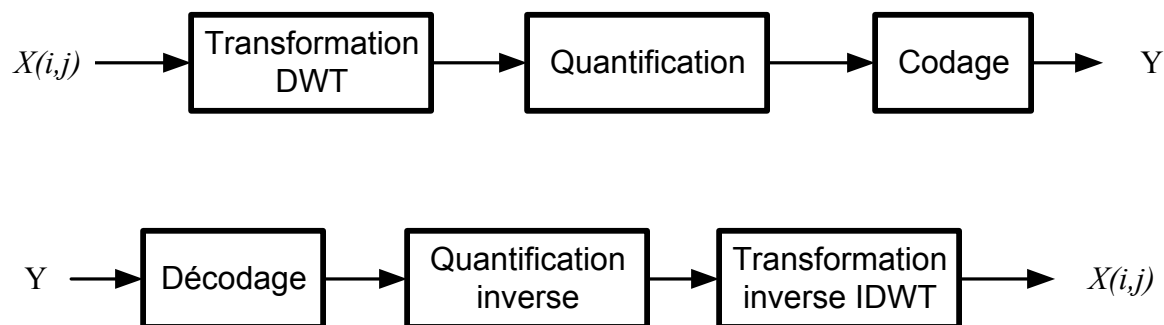 X(i,j)
Transformation
DWT
Quantification
Codage
Y
Y
Décodage
Quantification
inverse
Transformation
inverse IDWT
X(i,j)